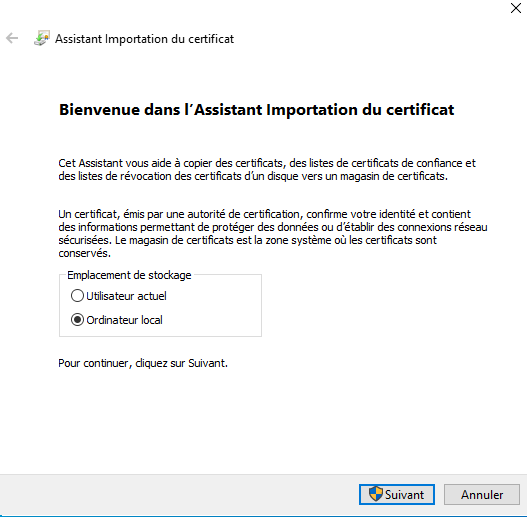 Assistant Importation du certificat
Bienvenue dans l’Assistant Importation du certificat
Cet Assistant vous aide à copier des certificats, des listes de certificats de confiance et
des listes de révocation des certificats d’un disque vers un magasin de certificats.
Un certificat, émis par une autorité de certification, confirme votre identité et contient
des informations permettant de protéger des données ou d’établir des connexions réseau
sécurisées. Le magasin de certificats est la zone système où les certificats sont
conservés.
Emplacement de stockage
Utilisateur actuel
Ordinateur local
Pour continuer, cliquez sur Suivant.
Suivant
Annuler